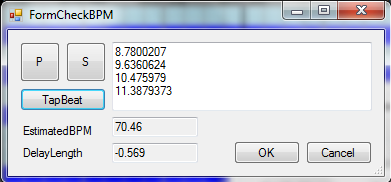 FormCheckBPM
P S
8.7800207
9.6360624
10.475979
11.3879373
TapBeat
EstimatedBPM 70.46
DelayLength -0.569
OK Cancel